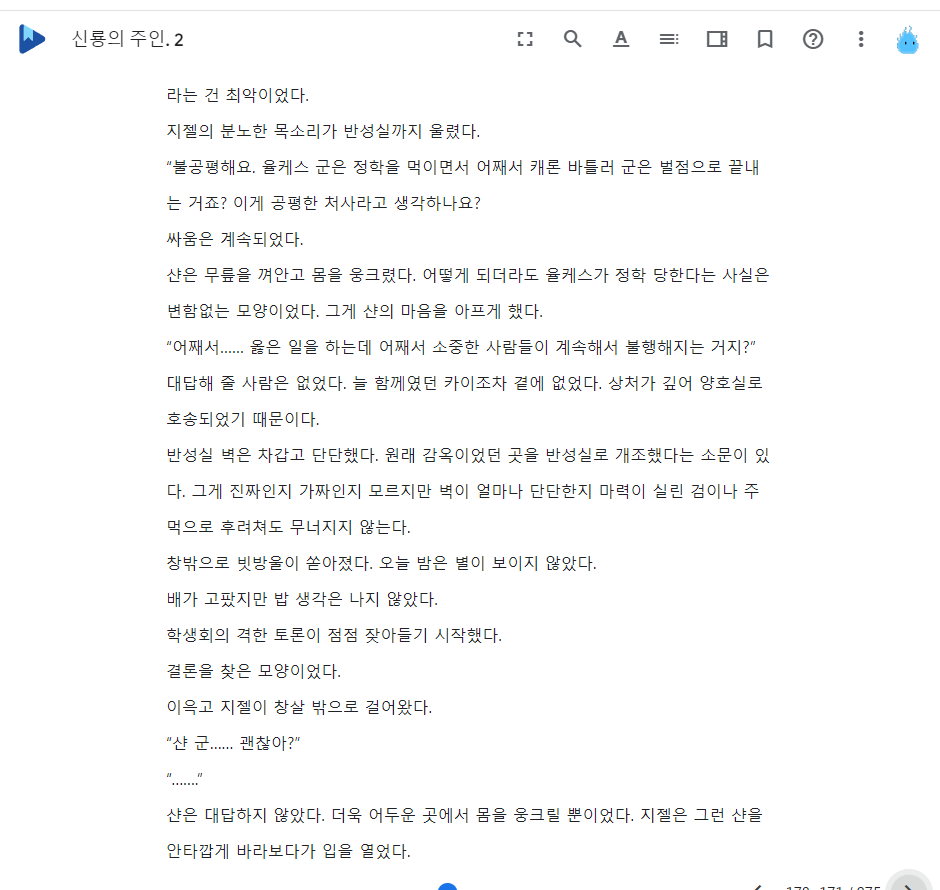 신룡의 주인. 2
라는 건 최악이었다.
지젤의 분노한 목소리가 반성실까지 울렸다.
“불공평해요. 율케스 군은 정학을 먹이면서 어째서 캐론 바틀러 군은 벌점으로 끝내
는 거죠? 이게 공평한 처사라고 생각하나요?
싸움은 계속되었다.
샨은 무릎을 껴안고 몸을 웅크렸다. 어떻게 되더라도 율케스가 정학 당한다는 사실은
변함없는 모양이었다. 그게 샨의 마음을 아프게 했다.
“어째서...... 옳은 일을 하는데 어째서 소중한 사람들이 계속해서 불행해지는 거지?”
대답해 줄 사람은 없었다. 늘 함께였던 카이조차 곁에 없었다. 상처가 깊어 양호실로
호송되었기 때문이다.
반성실 벽은 차갑고 단단했다. 원래 감옥이었던 곳을 반성실로 개조했다는 소문이 있
다. 그게 진짜인지 가짜인지 모르지만 벽이 얼마나 단단한지 마력이 실린 검이나 주
먹으로 후려쳐도 무너지지 않는다.
창밖으로 빗방울이 쏟아졌다. 오늘 밤은 별이 보이지 않았다.
배가 고팠지만 밥 생각은 나지 않았다.
학생회의 격한 토론이 점점 잦아들기 시작했다.
결론을 찾은 모양이었다.
이윽고 지젤이 창살 밖으로 걸어왔다.
“샨 군...... 괜찮아?”
“.......”
샨은 대답하지 않았다. 더욱 어두운 곳에서 몸을 웅크릴 뿐이었다. 지젤은 그런 샨을
안타깝게 바라보다가 입을 열었다.